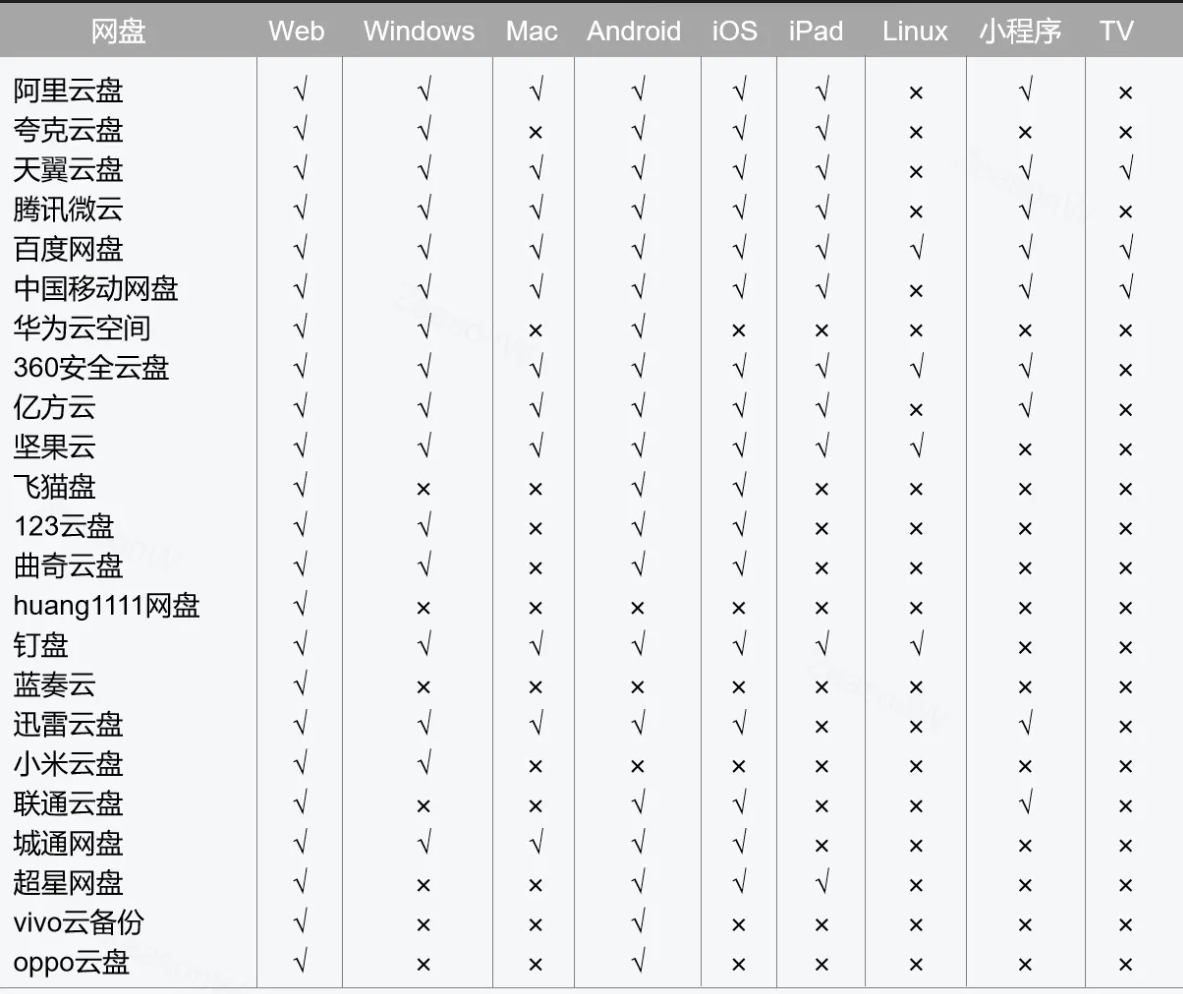 网盘 Web Windows Mac Android iOS iPad Linux 小程序 TV
阿里云盘 √ √ √ √ √ √ × √ ×
夸克云盘 √ √ × √ √ √ × × ×
天翼云盘 √ √ √ √ √ √ × √ √
腾讯微云 √ √ √ √ √ √ × √ ×
百度网盘 √ √ √ √ √ √ √ √ √
中国移动网盘 √ √ √ √ √ √ × √ √
华为云空间 √ √ × √ × × × × ×
360安全云盘 √ √ √ √ √ √ √ √ ×
亿方云 √ √ √ √ √ √ × √ ×
坚果云 √ √ √ √ √ √ √ × ×
飞猫盘 √ × × √ √ × × × ×
123云盘 √ √ × √ √ × × × ×
曲奇云盘 √ √ × √ √ × × × ×
huang1111网盘 √ × × × × × × × ×
钉盘 √ √ √ √ √ √ √ × ×
蓝奏云 √ × × × × × × × ×
迅雷云盘 √ √ √ √ √ × × √ ×
小米云盘 √ √ × × × × × × ×
联通云盘 √ × × √ √ × × √ ×
城通网盘 √ √ √ √ √ × × × ×
超星网盘 √ × × √ √ √ × × ×
vivo云备份 √ × × √ × × × × ×
oppo云盘 √ × × √ × × × × ×